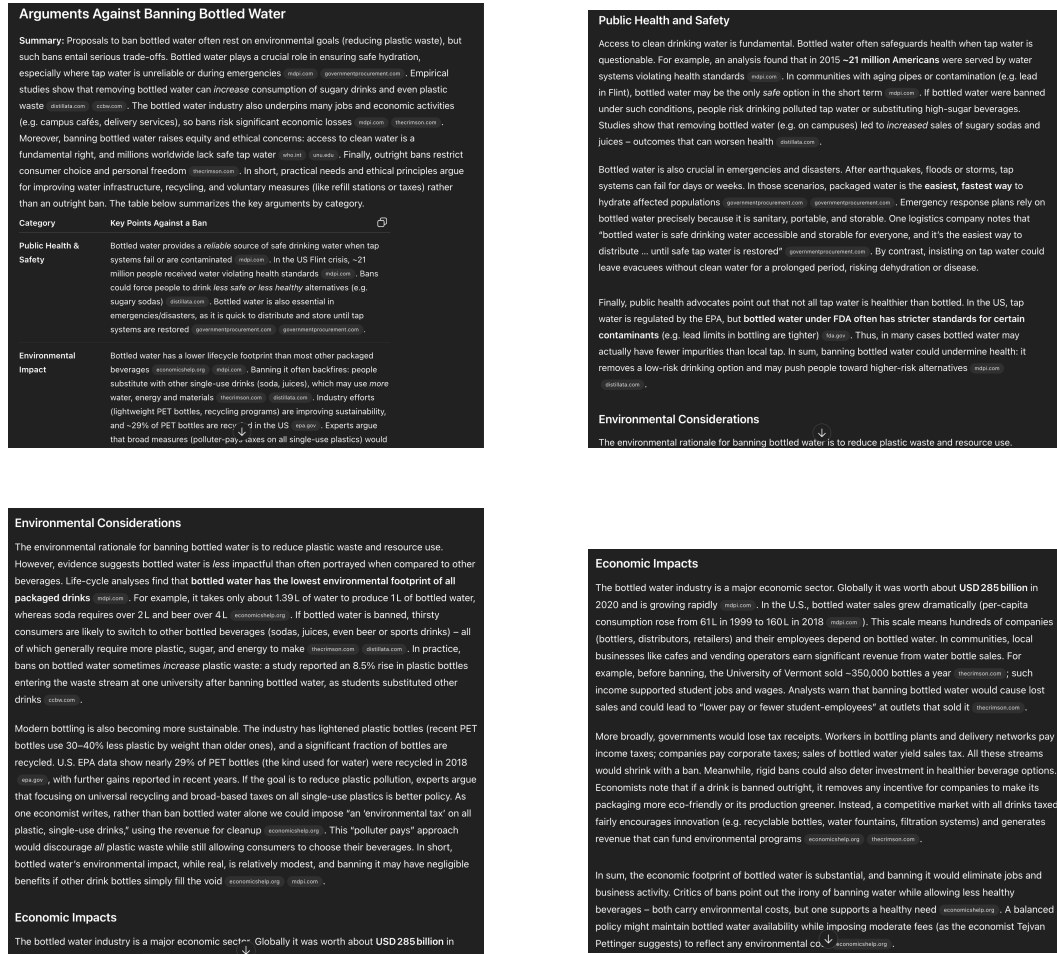 Arguments Against Banning Bottled Water
Summary: Proposals to ban bottled water often rest on environmental goals (reducing plastic waste), but
such bans entail serious trade-offs. Bottled water plays a crucial role in ensuring safe hydration,
especially where tap water is unreliable or during emergencies mdpi.com governmentprocurement.com . Empirical
studies show that removing bottled water can increase consumption of sugary drinks and even plastic
waste distillata.com ccbw.com . The bottled water industry also underpins many jobs and economic activities
(e.g. campus cafés, delivery services), so bans risk significant economic losses mdpi.com thecrimson.com .
Moreover, banning bottled water raises equity and ethical concerns: access to clean water is a
fundamental right, and millions worldwide lack safe tap water who.int unu.edu . Finally, outright bans restrict
consumer choice and personal freedom thecrimson.com . In short, practical needs and ethical principles argue
for improving water infrastructure, recycling, and voluntary measures (like refill stations or taxes) rather
than an outright ban. The table below summarizes the key arguments by category.
Category Key Points Against a Ban
Public Health & Safety
Bottled water provides a reliable source of safe drinking water when tap
systems fail or are contaminated mdpi.com . In the US Flint crisis, ~21
million people received water violating health standards mdpi.com . Bans
could force people to drink less safe or less healthy alternatives (e.g.
sugary sodas) distillata.com . Bottled water is also essential in
emergencies/disasters, as it is quick to distribute and store until tap
systems are restored governmentprocurement.com governmentprocurement.com .
Environmental Impact
Bottled water has a lower lifecycle footprint than most other packaged
beverages economicshelp.org mdpi.com . Banning it often backfires: people
substitute with other single-use drinks (soda, juices), which may use more
water, energy and materials thecrimson.com distillata.com . Industry efforts
(lightweight PET bottles, recycling programs) are improving sustainability,
and ~29% of PET bottles are recycled in the US epa.gov . Experts argue
that broad measures (polluter-pays taxes on all single-use plastics) would
Public Health and Safety
Access to clean drinking water is fundamental. Bottled water often safeguards health when tap water is
questionable. For example, an analysis found that in 2015 ~21 million Americans were served by water
systems violating health standards mdpi.com . In communities with aging pipes or contamination (e.g. lead
in Flint), bottled water may be the only safe option in the short term mdpi.com . If bottled water were banned
under such conditions, people risk drinking polluted tap water or substituting high-sugar beverages.
Studies show that removing bottled water (e.g. on campuses) led to increased sales of sugary sodas and
juices – outcomes that can worsen health distillata.com .
Bottled water is also crucial in emergencies and disasters. After earthquakes, floods or storms, tap
systems can fail for days or weeks. In those scenarios, packaged water is the easiest, fastest way to
hydrate affected populations governmentprocurement.com governmentprocurement.com . Emergency response plans rely on
bottled water precisely because it is sanitary, portable, and storable. One logistics company notes that
“bottled water is safe drinking water accessible and storable for everyone, and it’s the easiest way to
distribute ... until safe tap water is restored” governmentprocurement.com . By contrast, insisting on tap water could
leave evacuees without clean water for a prolonged period, risking dehydration or disease.
Finally, public health advocates point out that not all tap water is healthier than bottled. In the US, tap
water is regulated by the EPA, but bottled water under FDA often has stricter standards for certain
contaminants (e.g. lead limits in bottling are tighter) fda.gov . Thus, in many cases bottled water may
actually have fewer impurities than local tap. In sum, banning bottled water could undermine health: it
removes a low-risk drinking option and may push people toward higher-risk alternatives mdpi.com
distillata.com .
Environmental Considerations
The environmental rationale for banning bottled water is to reduce plastic waste and resource use.
Environmental Considerations
The environmental rationale for banning bottled water is to reduce plastic waste and resource use.
However, evidence suggests bottled water is less impactful than often portrayed when compared to other
beverages. Life-cycle analyses find that bottled water has the lowest environmental footprint of all
packaged drinks mdpi.com . For example, it takes only about 1.39 L of water to produce 1 L of bottled water,
whereas soda requires over 2 L and beer over 4 L economicshelp.org . If bottled water is banned, thirsty
consumers are likely to switch to other bottled beverages (sodas, juices, even beer or sports drinks) – all
of which generally require more plastic, sugar, and energy to make thecrimson.com distillata.com . In practice,
bans on bottled water sometimes increase plastic waste: a study reported an 8.5% rise in plastic bottles
entering the waste stream at one university after banning bottled water, as students substituted other
drinks ccbw.com .
Modern bottling is also becoming more sustainable. The industry has lightened plastic bottles (recent PET
bottles use 30–40% less plastic by weight than older ones), and a significant fraction of bottles are
recycled. U.S. EPA data show nearly 29% of PET bottles (the kind used for water) were recycled in 2018
epa.gov , with further gains reported in recent years. If the goal is to reduce plastic pollution, experts argue
that focusing on universal recycling and broad-based taxes on all single-use plastics is better policy. As
one economist writes, rather than ban bottled water alone we could impose “an ‘environmental tax’ on all
plastic, single-use drinks,” using the revenue for cleanup economicshelp.org . This “polluter pays” approach
would discourage all plastic waste while still allowing consumers to choose their beverages. In short,
bottled water’s environmental impact, while real, is relatively modest, and banning it may have negligible
benefits if other drink bottles simply fill the void economicshelp.org mdpi.com .
Economic Impacts
The bottled water industry is a major economic sector. Globally it was worth about USD 285 billion in
Economic Impacts
The bottled water industry is a major economic sector. Globally it was worth about USD 285 billion in
2020 and is growing rapidly mdpi.com . In the U.S., bottled water sales grew dramatically (per-capita
consumption rose from 61 L in 1999 to 160 L in 2018 mdpi.com ). This scale means hundreds of companies
(bottlers, distributors, retailers) and their employees depend on bottled water. In communities, local
businesses like cafes and vending operators earn significant revenue from water bottle sales. For
example, before banning, the University of Vermont sold ~350,000 bottles a year thecrimson.com ; such
income supported student jobs and wages. Analysts warn that banning bottled water would cause lost
sales and could lead to “lower pay or fewer student-employees” at outlets that sold it thecrimson.com .
More broadly, governments would lose tax receipts. Workers in bottling plants and delivery networks pay
income taxes; companies pay corporate taxes; sales of bottled water yield sales tax. All these streams
would shrink with a ban. Meanwhile, rigid bans could also deter investment in healthier beverage options.
Economists note that if a drink is banned outright, it removes any incentive for companies to make its
packaging more eco-friendly or its production greener. Instead, a competitive market with all drinks taxed
fairly encourages innovation (e.g. recyclable bottles, water fountains, filtration systems) and generates
revenue that can fund environmental programs economicshelp.org thecrimson.com .
In sum, the economic footprint of bottled water is substantial, and banning it would eliminate jobs and
business activity. Critics of bans point out the irony of banning water while allowing less healthy
beverages – both carry environmental costs, but one supports a healthy need economicshelp.org . A balanced
policy might maintain bottled water availability while imposing moderate fees (as the economist Tejvan
Pettinger suggests) to reflect any environmental economicshelp.org .